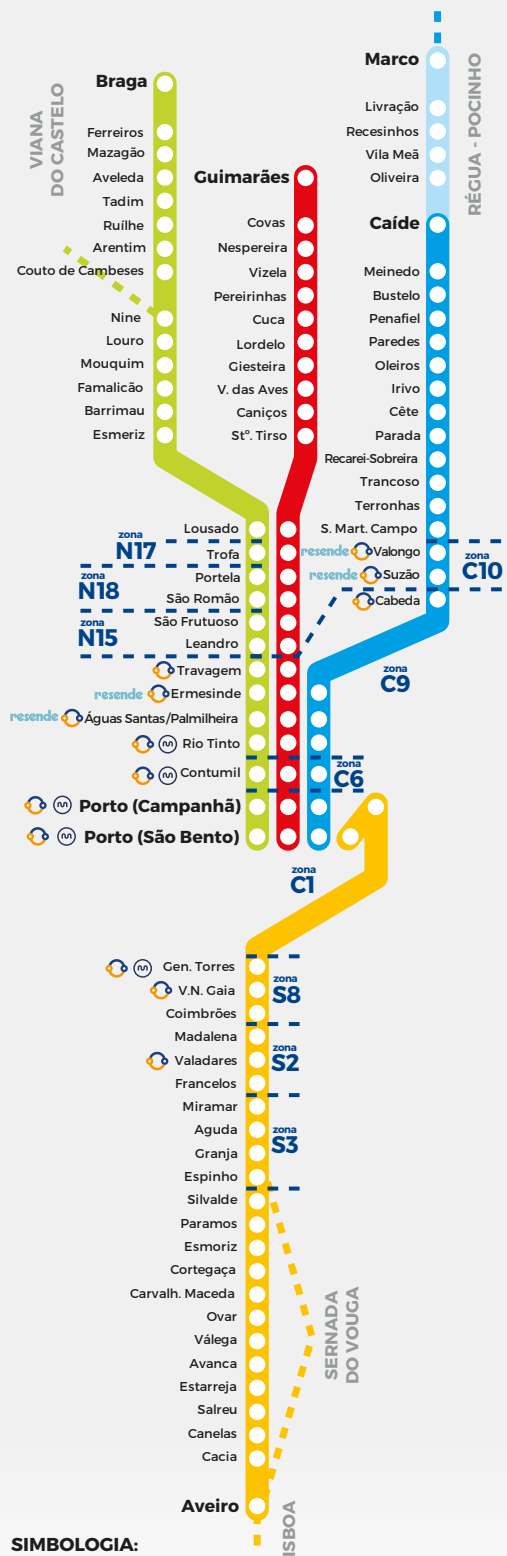 Braga
VIANA
DO CASTELO
Ferreiros
Mazagão
Aveleda
Tadim
Ruílhe
Arentim
Couto de Cambeses
Nine
Louro
Mouquim
Famalicão
Barrimau
Esmeriz
Guimarães
Covas
Nespereira
Vizela
Pereirinhas
Cuca
Lordelo
Giesteira
V. das Aves
Caniços
Stº. Tirso
Marco
RÉGUA - POCINHO
Livração
Recesinhos
Vila Meã
Oliveira
Caíde
Meinedo
Bustelo
Penafiel
Paredes
Oleiros
Irivo
Cête
Parada
Recarei-Sobreira
Trancoso
Terronhas
S. Mart. Campo
resende Valongo
resende Suzão
Cabeda
zona
C10
zona
C9
Lousado
zona
N17
Trofa
zona
N18
Portela
São Romão
zona
N15
São Frutuoso
Leandro
Travagem
resende Ermesinde
resende Águas Santas/Palmilheira
Rio Tinto
Contumil
zona
C6
Porto (Campanhã)
Porto (São Bento)
zona
C1
Gen. Torres
V.N. Gaia
Coimbrões
zona
S8
Madalena
Valadares
Francelos
zona
S2
Miramar
Aguda
Granja
Espinho
zona
S3
Silvalde
Paramos
Esmoriz
Cortegaça
Carvalh. Maceda
Ovar
Válega
Avanca
Estarreja
Salreu
Canelas
Cacia
SERNADA
DO VOUGA
Aveiro
ISBOA
SIMBOLOGIA: